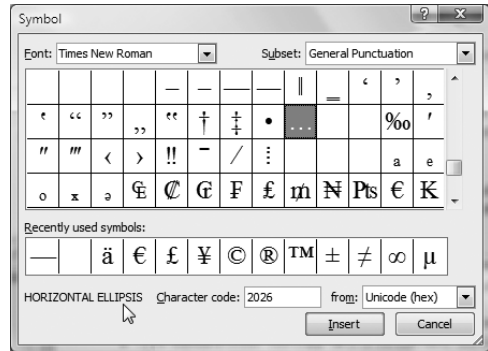 Symbol
Font: Times New Roman Subset: General Punctuation
– – — — ‖ ‗ ‘ ’ ‚
‛ “ ” „ ‟ † ‡ • … ‰ ′
″ ‴ ‹ › ‼ ‾ ⁄ ⁞ ₐ ₑ
ₒ ₓ ₔ ₠ ₡ ₢ ₣ ₤ ₥ ₦ ₧ € ₭
Recently used symbols:
— ä € £ ¥ © ® ™ ± ≠ ∞ µ
HORIZONTAL ELLIPSIS Character code: 2026 from: Unicode (hex)
Insert Cancel